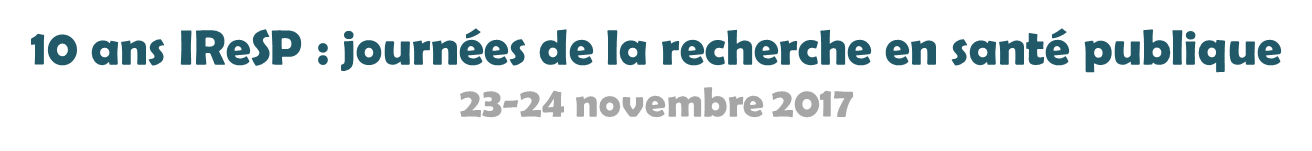 10 ans IReSP : journées de la recherche en santé publique
23-24 novembre 2017